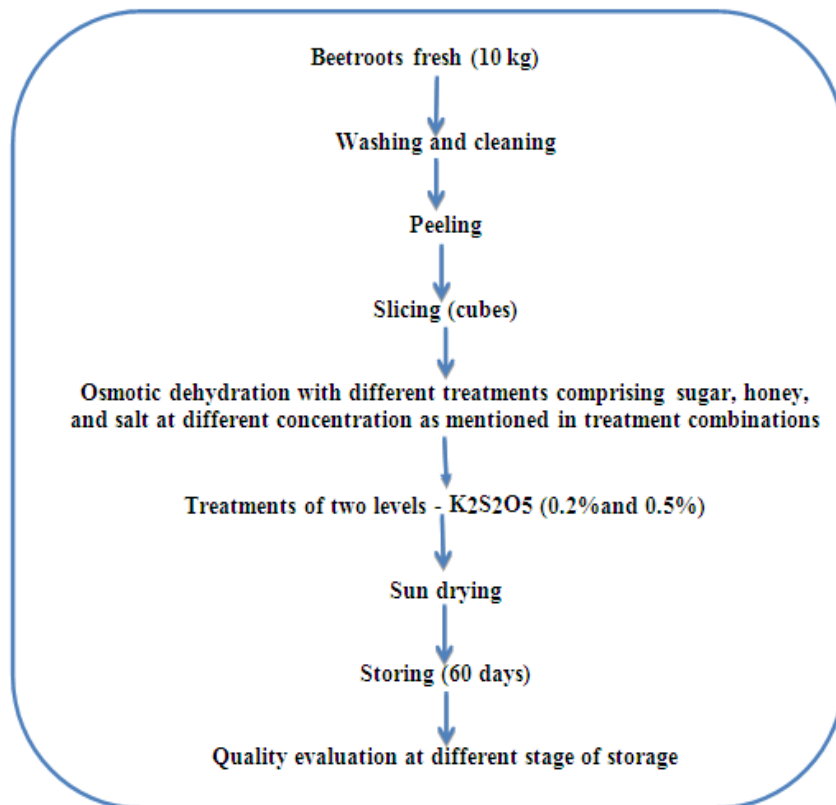 Beetroots fresh (10 kg)
Washing and cleaning
Peeling
Slicing (cubes)
Osmotic dehydration with different treatments comprising sugar, honey,
and salt at different concentration as mentioned in treatment combinations
Treatments of two levels - K2S2O5 (0.2%and 0.5%)
Sun drying
Storing (60 days)
Quality evaluation at different stage of storage